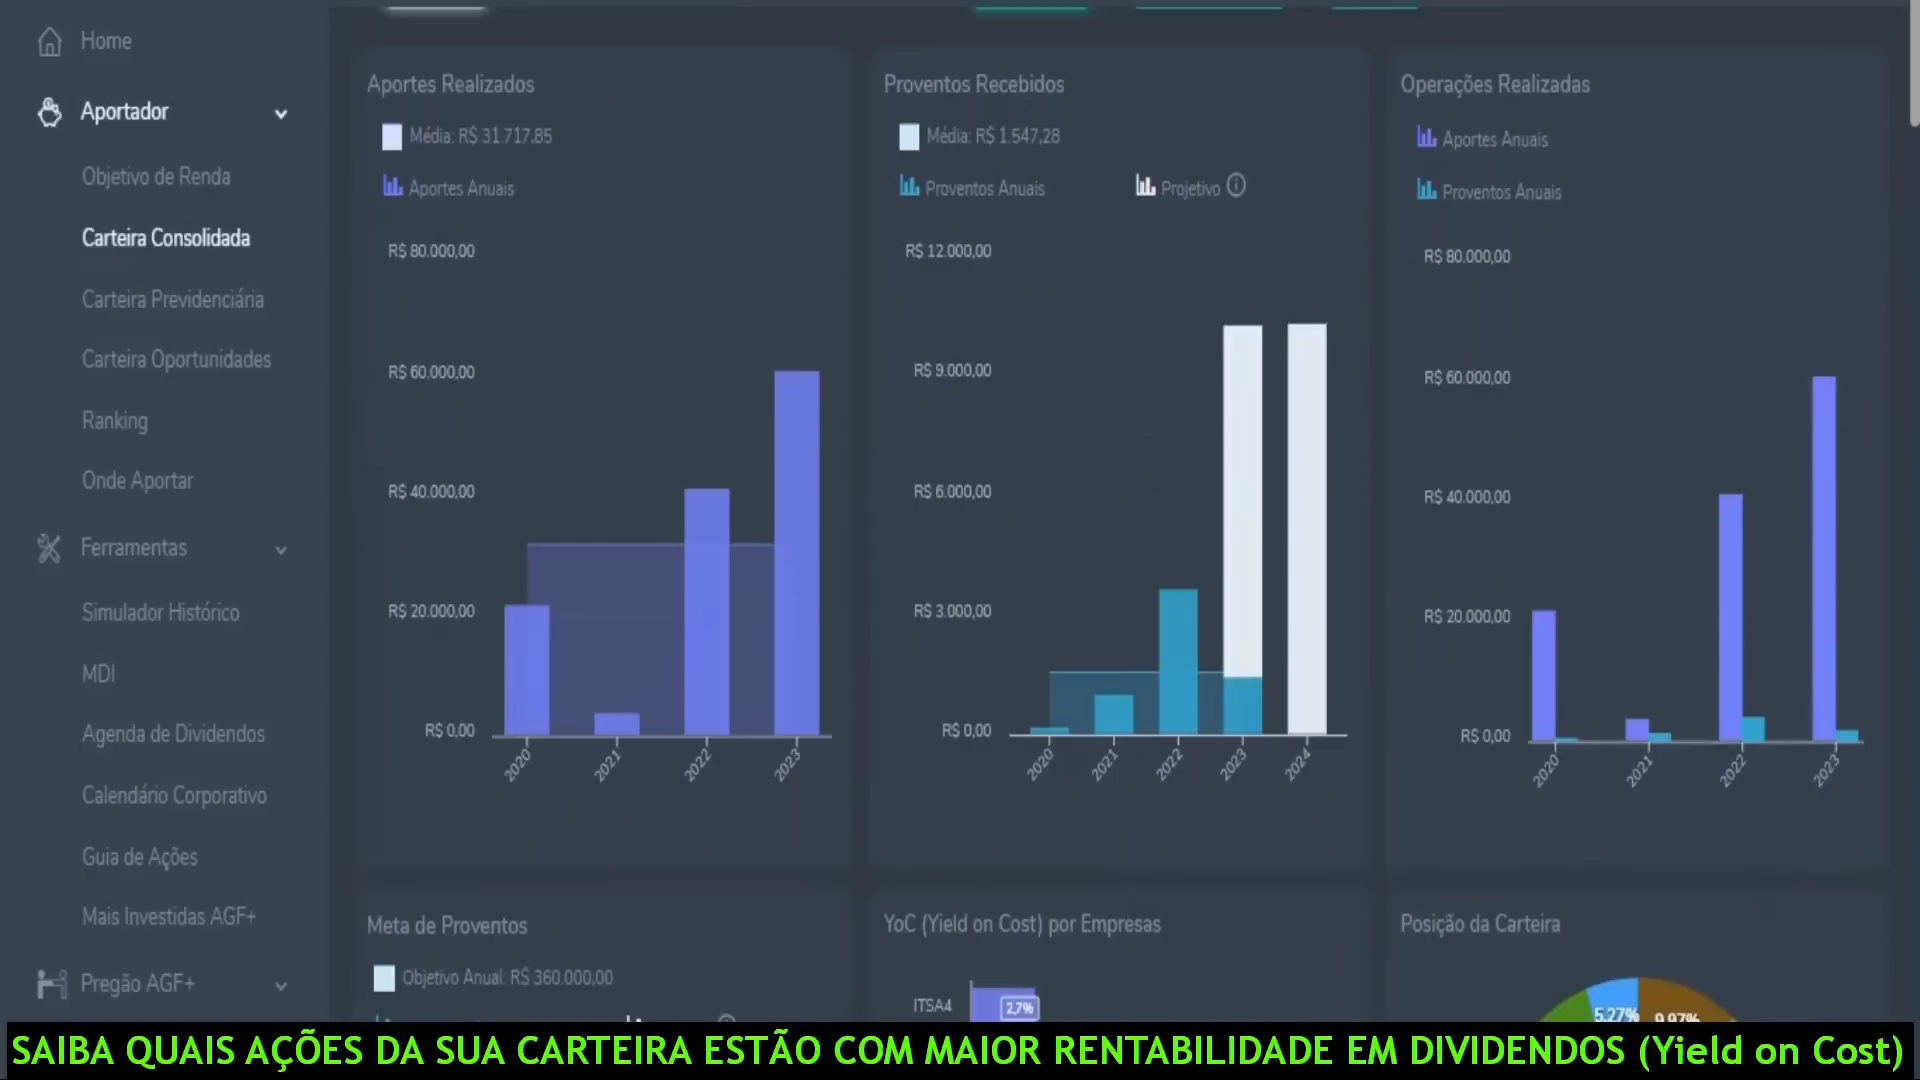 Home
Aportador
Objetivo de Renda
Carteira Consolidada
Carteira Previdenciária
Carteira Oportunidades
Ranking
Onde Aportar
Ferramentas
Simulador Histórico
MDI
Agenda de Dividendos
Calendário Corporativo
Guia de Ações
Mais Investidas AGF+
Pregão AGF+
Aportes Realizados
Média: R$ 31.717,85
Aportes Anuais
R$ 80.000,00
R$ 60.000,00
R$ 40.000,00
R$ 20.000,00
R$ 0,00
2020
2021
2022
2023
Proventos Recebidos
Média: R$ 1.547,28
Proventos Anuais
Projetivo
R$ 12.000,00
R$ 9.000,00
R$ 6.000,00
R$ 3.000,00
R$ 0,00
2020
2021
2022
2023
2024
Operações Realizadas
Aportes Anuais
Proventos Anuais
R$ 80.000,00
R$ 60.000,00
R$ 40.000,00
R$ 20.000,00
R$ 0,00
2020
2021
2022
2023
Meta de Proventos
Objetivo Anual: R$ 360.000,00
YoC (Yield on Cost) por Empresas
ITSA4
2,7%
Posição da Carteira
5.27%
9.97%
SAIBA QUAIS AÇÕES DA SUA CARTEIRA ESTÃO COM MAIOR RENTABILIDADE EM DIVIDENDOS (Yield on Cost)